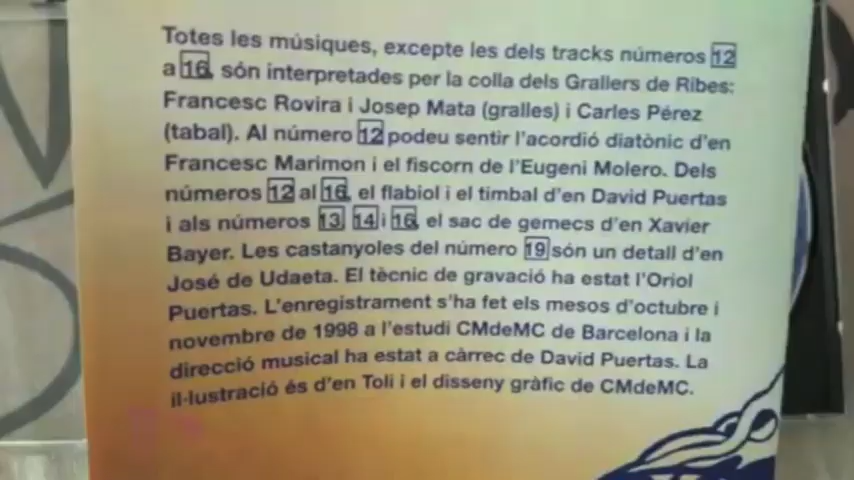 Totes les músiques, excepte les dels tracks números 12
a 16, són interpretades per la colla dels Grallers de Ribes:
Francesc Rovira i Josep Mata (gralles) i Carles Pérez
(tabal). Al número 12 podeu sentir l'acordió diatònic d'en
Francesc Marimon i el fiscorn de l'Eugeni Molero. Dels
números 12 al 16, el flabiol i el timbal d'en David Puertas
i als números 13, 14 i 16, el sac de gemecs d'en Xavier
Bayer. Les castanyoles del número 19 són un detall d'en
José de Udaeta. El tècnic de gravació ha estat l'Oriol
Puertas. L'enregistrament s'ha fet els mesos d'octubre i
novembre de 1998 a l'estudi CMdeMC de Barcelona i la
direcció musical ha estat a càrrec de David Puertas. La
il·lustració és d'en Toli i el disseny gràfic de CMdeMC.